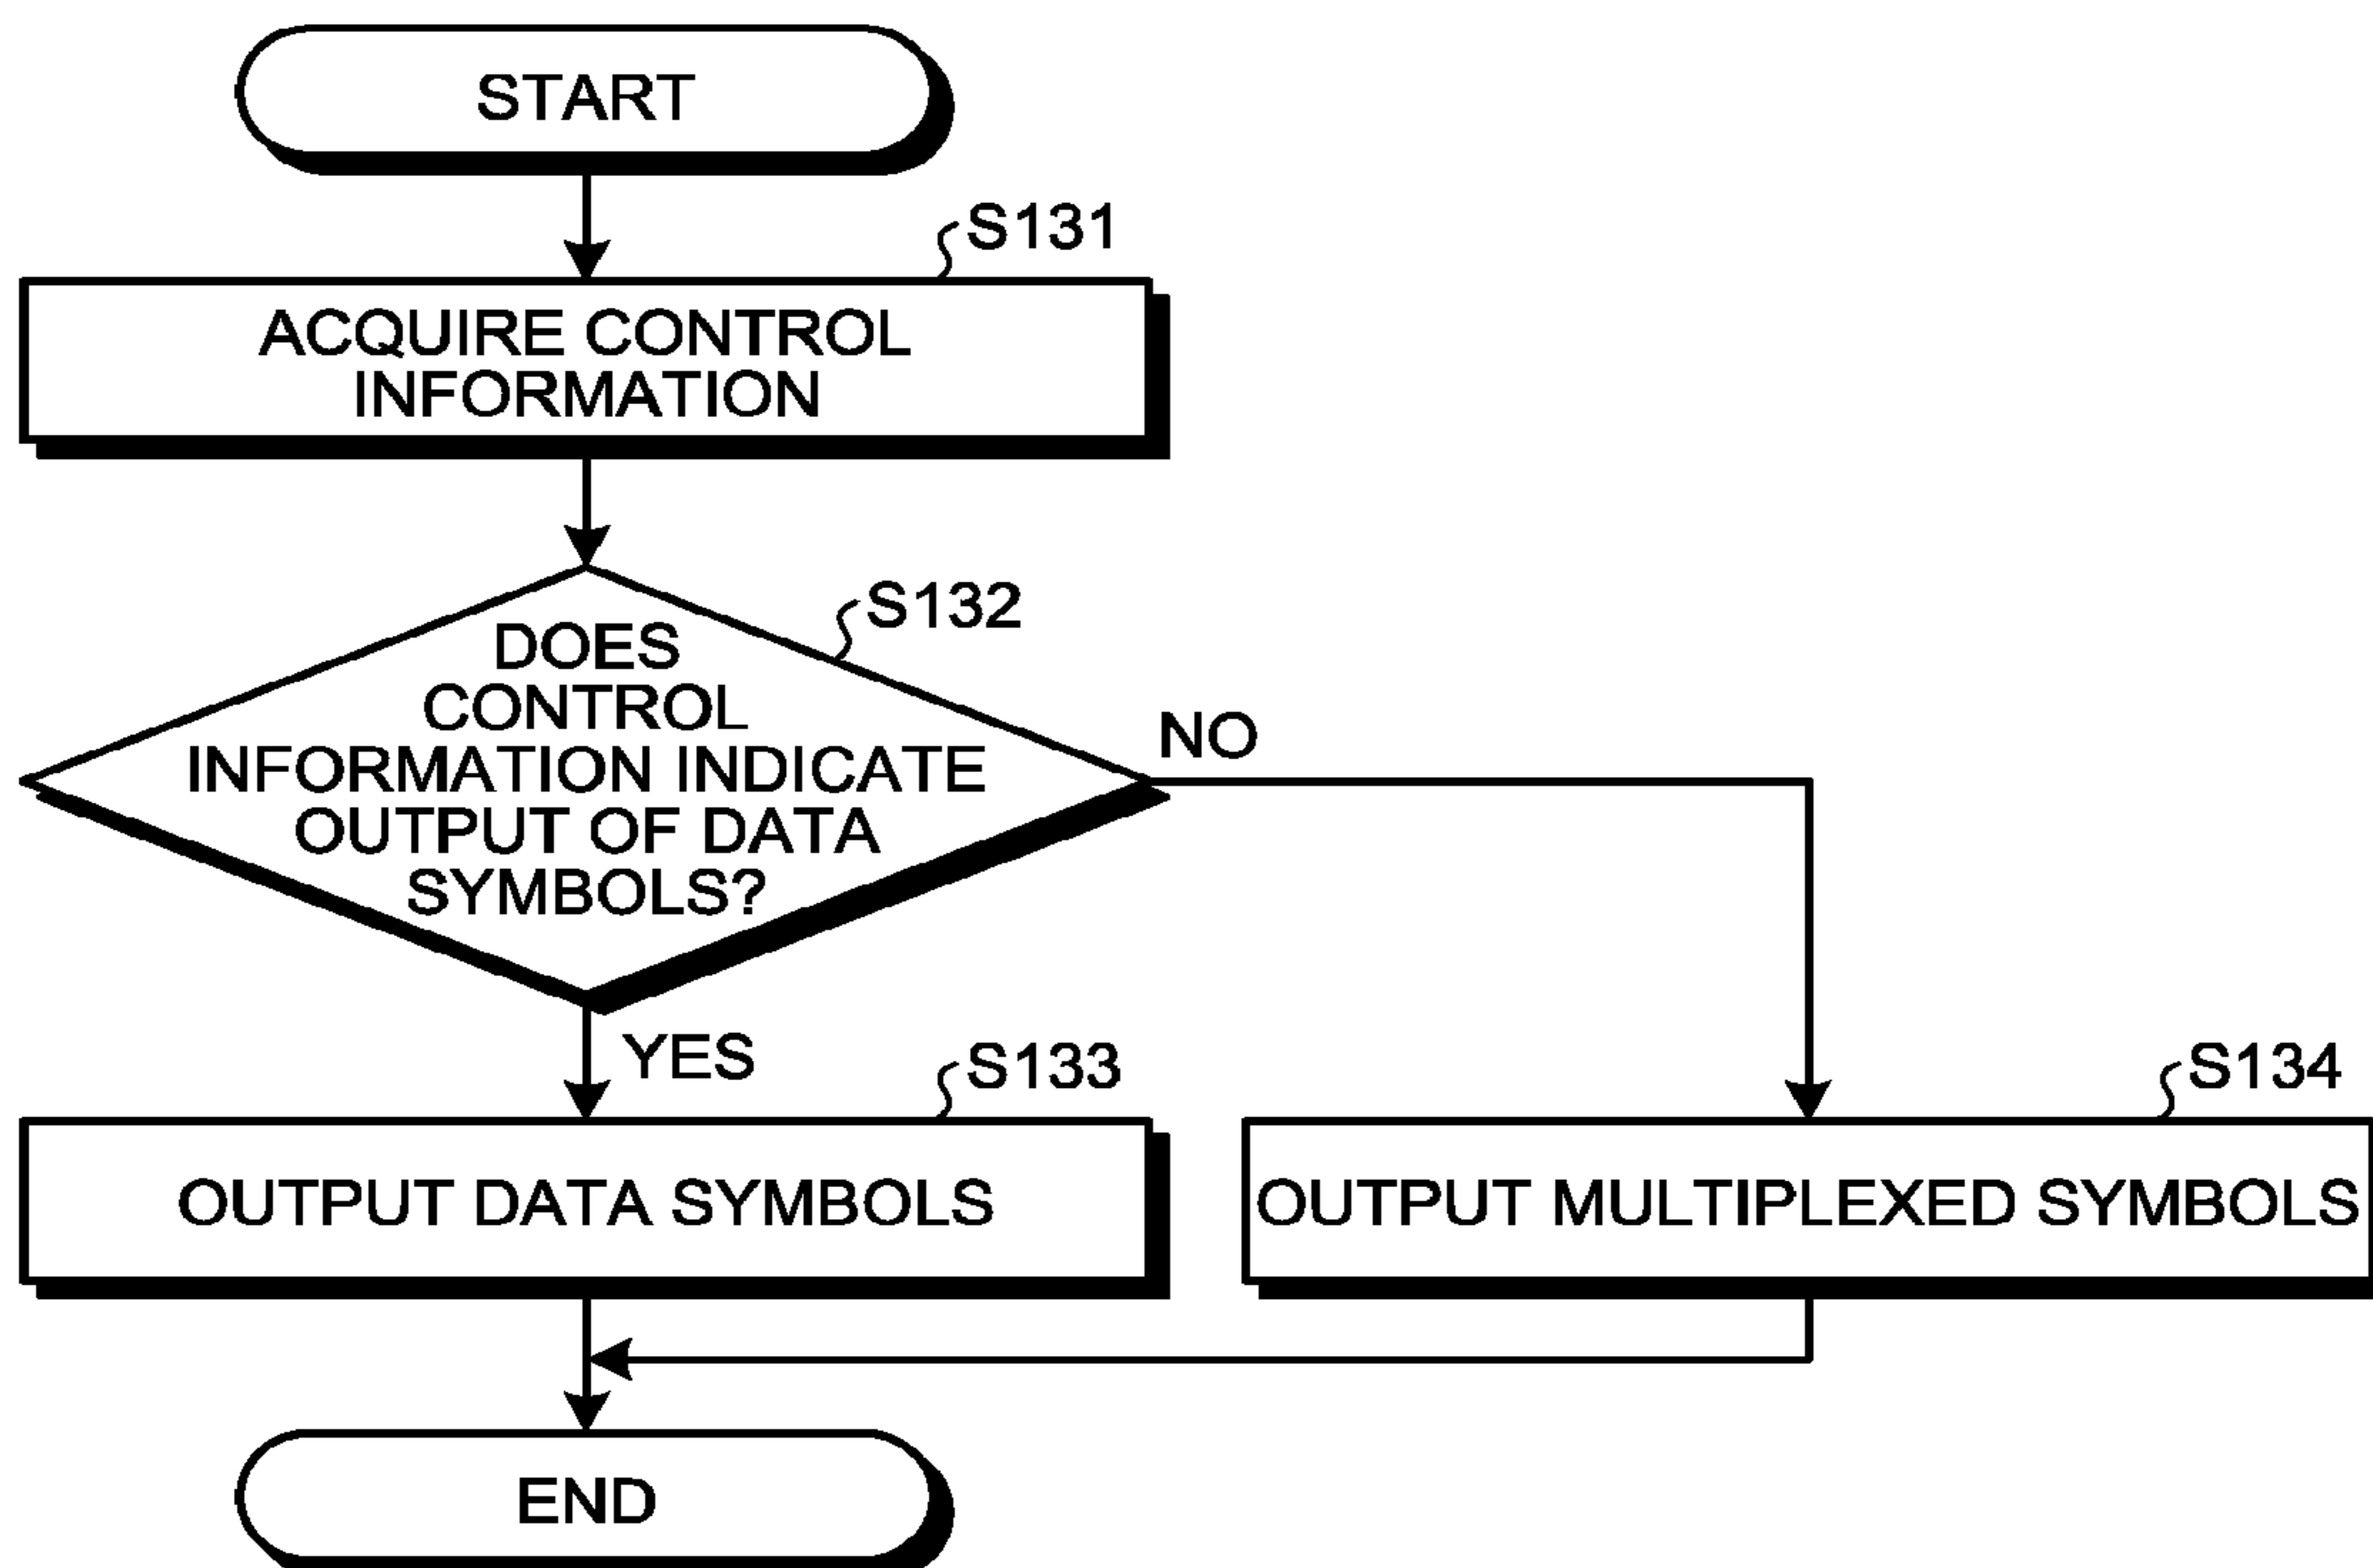 START
S131
ACQUIRE CONTROL
INFORMATION
S132
DOES
CONTROL
INFORMATION INDICATE
OUTPUT OF DATA
SYMBOLS?
NO
YES
S133
OUTPUT DATA SYMBOLS
S134
OUTPUT MULTIPLEXED SYMBOLS
END